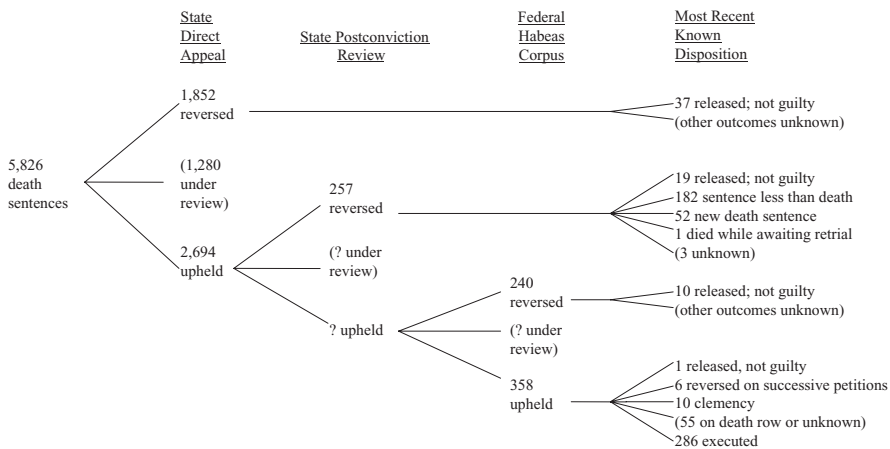 State
Direct
Appeal
State Postconviction
Review
Federal
Habeas
Corpus
Most Recent
Known
Disposition
5,826
death
sentences
1,852
reversed
(1,280
under
review)
2,694
upheld
257
reversed
(? under
review)
? upheld
240
reversed
(? under
review)
358
upheld
37 released; not guilty
(other outcomes unknown)
19 released; not guilty
182 sentence less than death
52 new death sentence
1 died while awaiting retrial
(3 unknown)
10 released; not guilty
(other outcomes unknown)
1 released, not guilty
6 reversed on successive petitions
10 clemency
(55 on death row or unknown)
286 executed